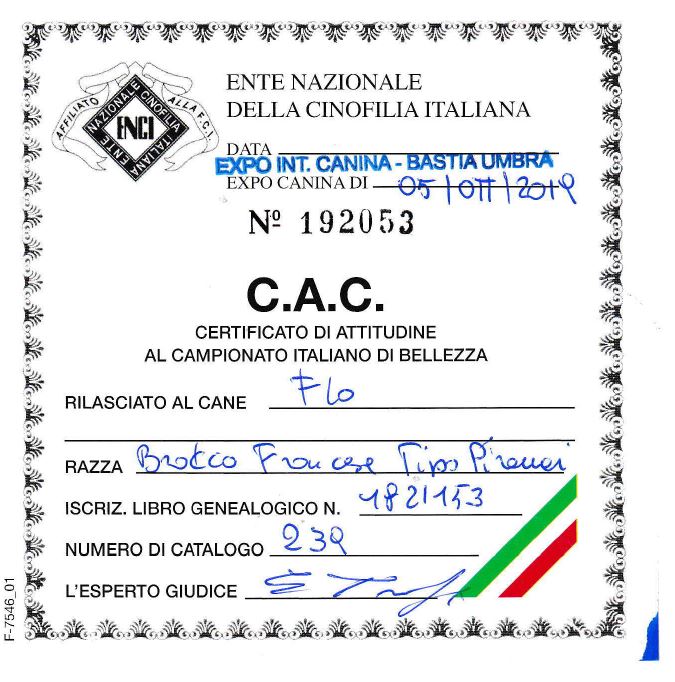 AFFILIATO ALLA F.C.I.
ENTE NAZIONALE CINOFILIA ITALIANA
ENCI
ENTE NAZIONALE
DELLA CINOFILIA ITALIANA
DATA
EXPO INT. CANINA - BASTIA UMBRA
EXPO CANINA DI 05/OTT/2019
Nº 192053
C.A.C.
CERTIFICATO DI ATTITUDINE
AL CAMPIONATO ITALIANO DI BELLEZZA
RILASCIATO AL CANE Flo
RAZZA Bracco Francese Tipo Pirenei
ISCRIZ. LIBRO GENEALOGICO N. 1821153
NUMERO DI CATALOGO 239
L'ESPERTO GIUDICE
F-7546_01